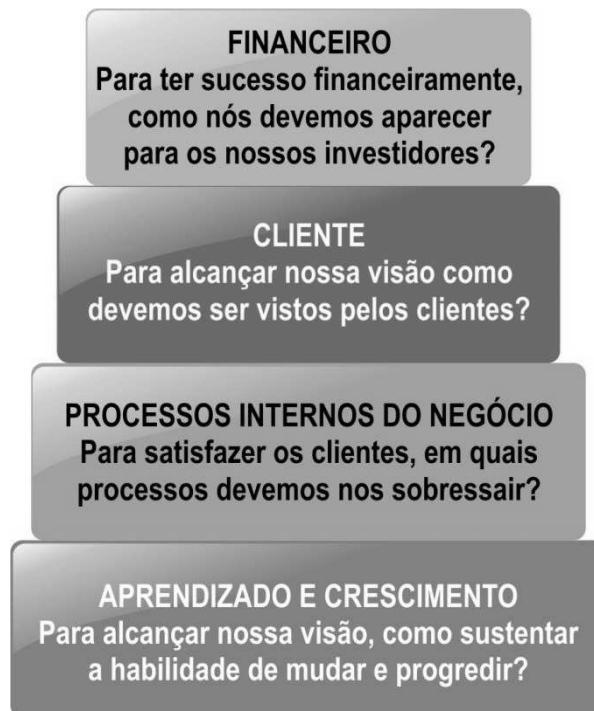 FINANCEIRO
Para ter sucesso financeiramente,
como nós devemos aparecer
para os nossos investidores?
CLIENTE
Para alcançar nossa visão como
devemos ser vistos pelos clientes?
PROCESSOS INTERNOS DO NEGÓCIO
Para satisfazer os clientes, em quais
processos devemos nos sobressair?
APRENDIZADO E CRESCIMENTO
Para alcançar nossa visão, como sustentar
a habilidade de mudar e progredir?